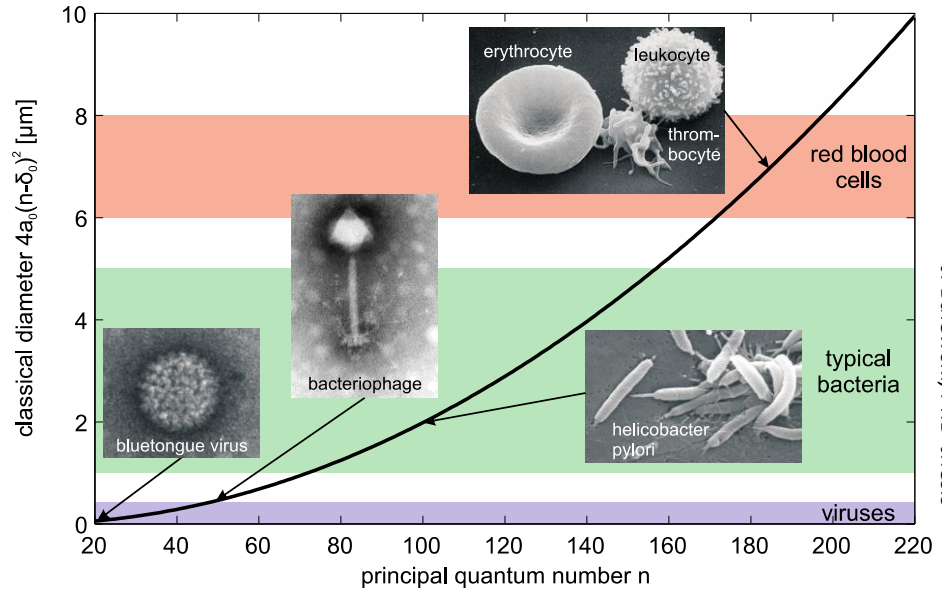 10
8
6
4
2
0
classical diameter 4a₀(n-δ₀)² [µm]
erythrocyte
leukocyte
throm-
bocyte
red blood
cells
bacteriophage
bluetongue virus
typical
bacteria
helicobacter
pylori
viruses
20
40
60
80
100
120
140
160
180
200
220
principal quantum number n